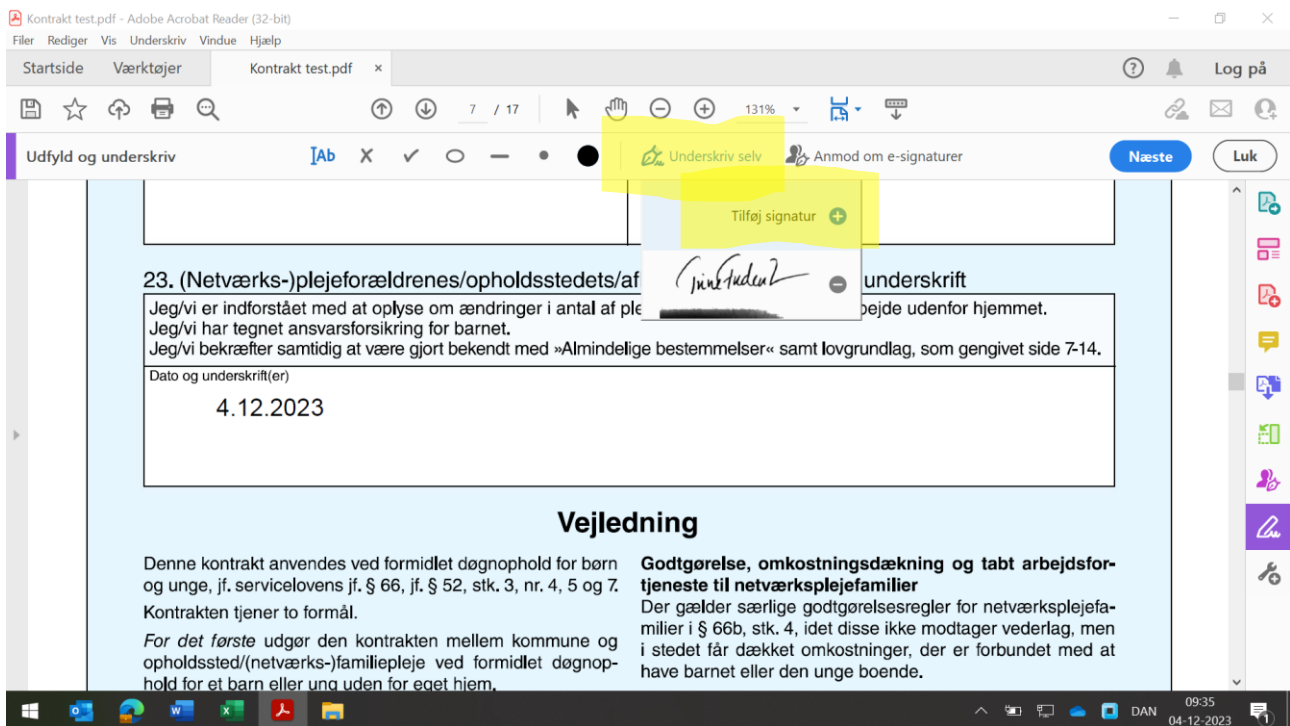 Kontrakt test.pdf - Adobe Acrobat Reader (32-bit)
Filer Rediger Vis Underskriv Vindue Hjælp
Startside Værktøjer Kontrakt test.pdf × Log på
7 / 17 131%
Udfyld og underskriv Ab Underskriv selv Anmod om e-signaturer Næste Luk
Tilføj signatur
23. (Netværks-)plejeforældrenes/opholdsstedets/af underskrift
Jeg/vi er indforstået med at oplyse om ændringer i antal af ple bejde udenfor hjemmet.
Jeg/vi har tegnet ansvarsforsikring for barnet.
Jeg/vi bekræfter samtidig at være gjort bekendt med »Almindelige bestemmelser« samt lovgrundlag, som gengivet side 7-14.
Dato og underskrift(er)
4.12.2023
Vejledning
Denne kontrakt anvendes ved formidlet døgnophold for børn
og unge, jf. servicelovens jf. § 66, jf. § 52, stk. 3, nr. 4, 5 og 7.
Kontrakten tjener to formål.
For det første udgør den kontrakten mellem kommune og
opholdssted/(netværks-)familiepleje ved formidlet døgnop-
hold for et barn eller ung uden for eget hjem.
Godtgørelse, omkostningsdækning og tabt arbejdsfor-
tjeneste til netværksplejefamilier
Der gælder særlige godtgørelsesregler for netværksplejefa-
milier i § 66b, stk. 4, idet disse ikke modtager vederlag, men
i stedet får dækket omkostninger, der er forbundet med at
have barnet eller den unge boende.
DAN 09:35
04-12-2023